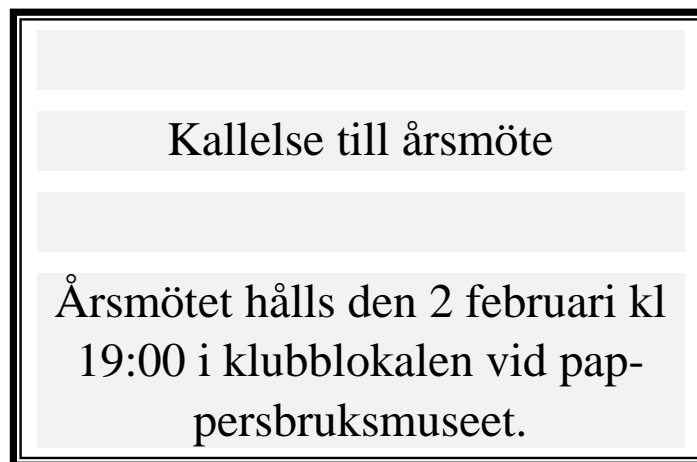 Kallelse till årsmöte
Årsmötet hålls den 2 februari kl
19:00 i klubblokalen vid pap-
persbruksmuseet.